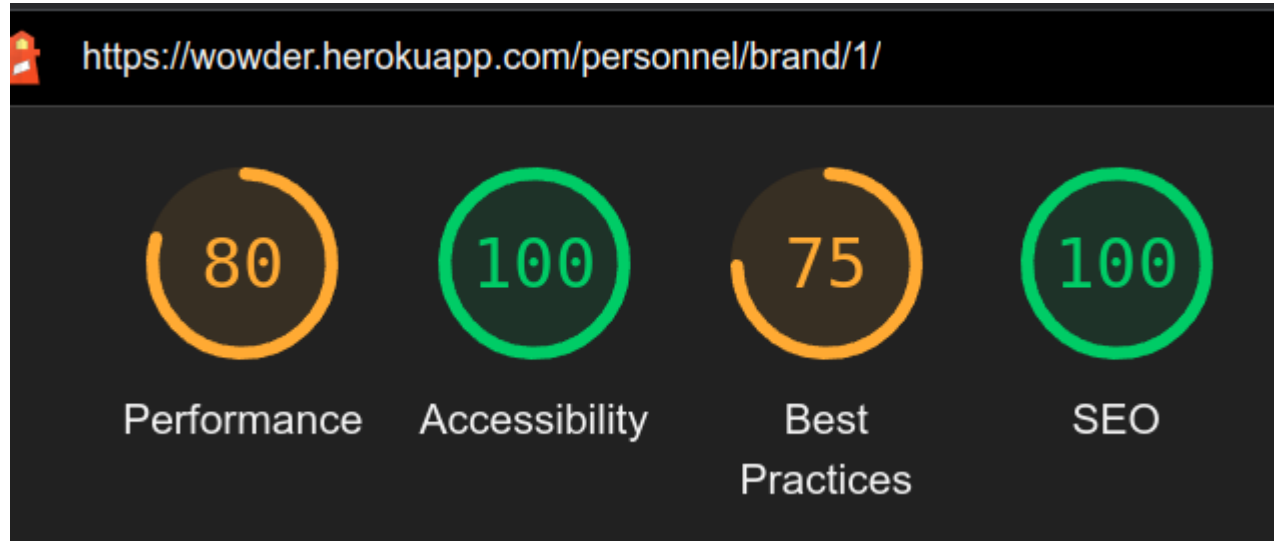 https://wowder.herokuapp.com/personnel/brand/1/
80
100
75
100
Performance
Accessibility
Best
Practices
SEO